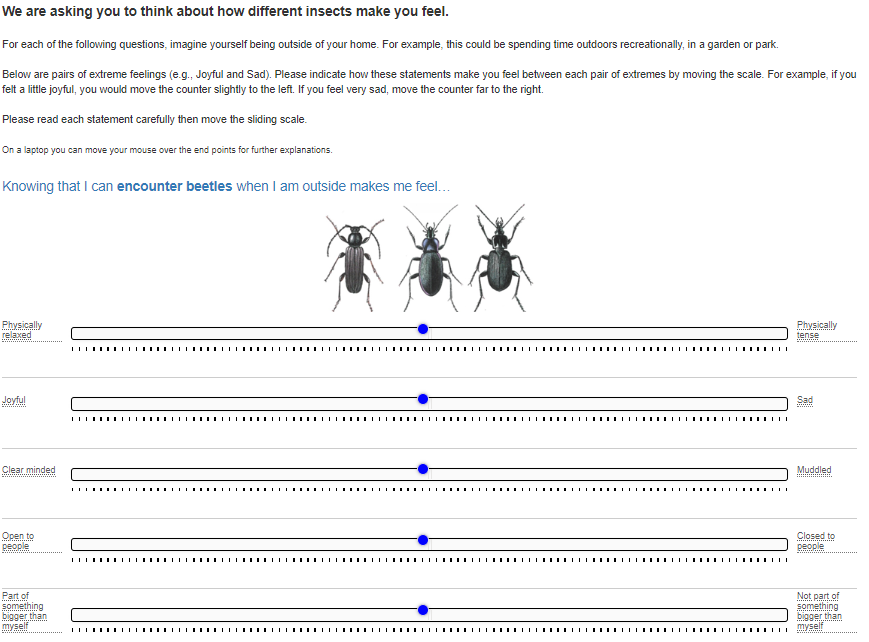 We are asking you to think about how different insects make you feel.
For each of the following questions, imagine yourself being outside of your home. For example, this could be spending time outdoors recreationally, in a garden or park.
Below are pairs of extreme feelings (e.g., Joyful and Sad). Please indicate how these statements make you feel between each pair of extremes by moving the scale. For example, if you
felt a little joyful, you would move the counter slightly to the left. If you feel very sad, move the counter far to the right.
Please read each statement carefully then move the sliding scale.
On a laptop you can move your mouse over the end points for further explanations.
Knowing that I can encounter beetles when I am outside makes me feel…
Physically
relaxed
Physically
tense
Joyful
Sad
Clear minded
Muddled
Open to
people
Closed to
people
Part of
something
bigger than
myself
Not part of
something
bigger than
myself